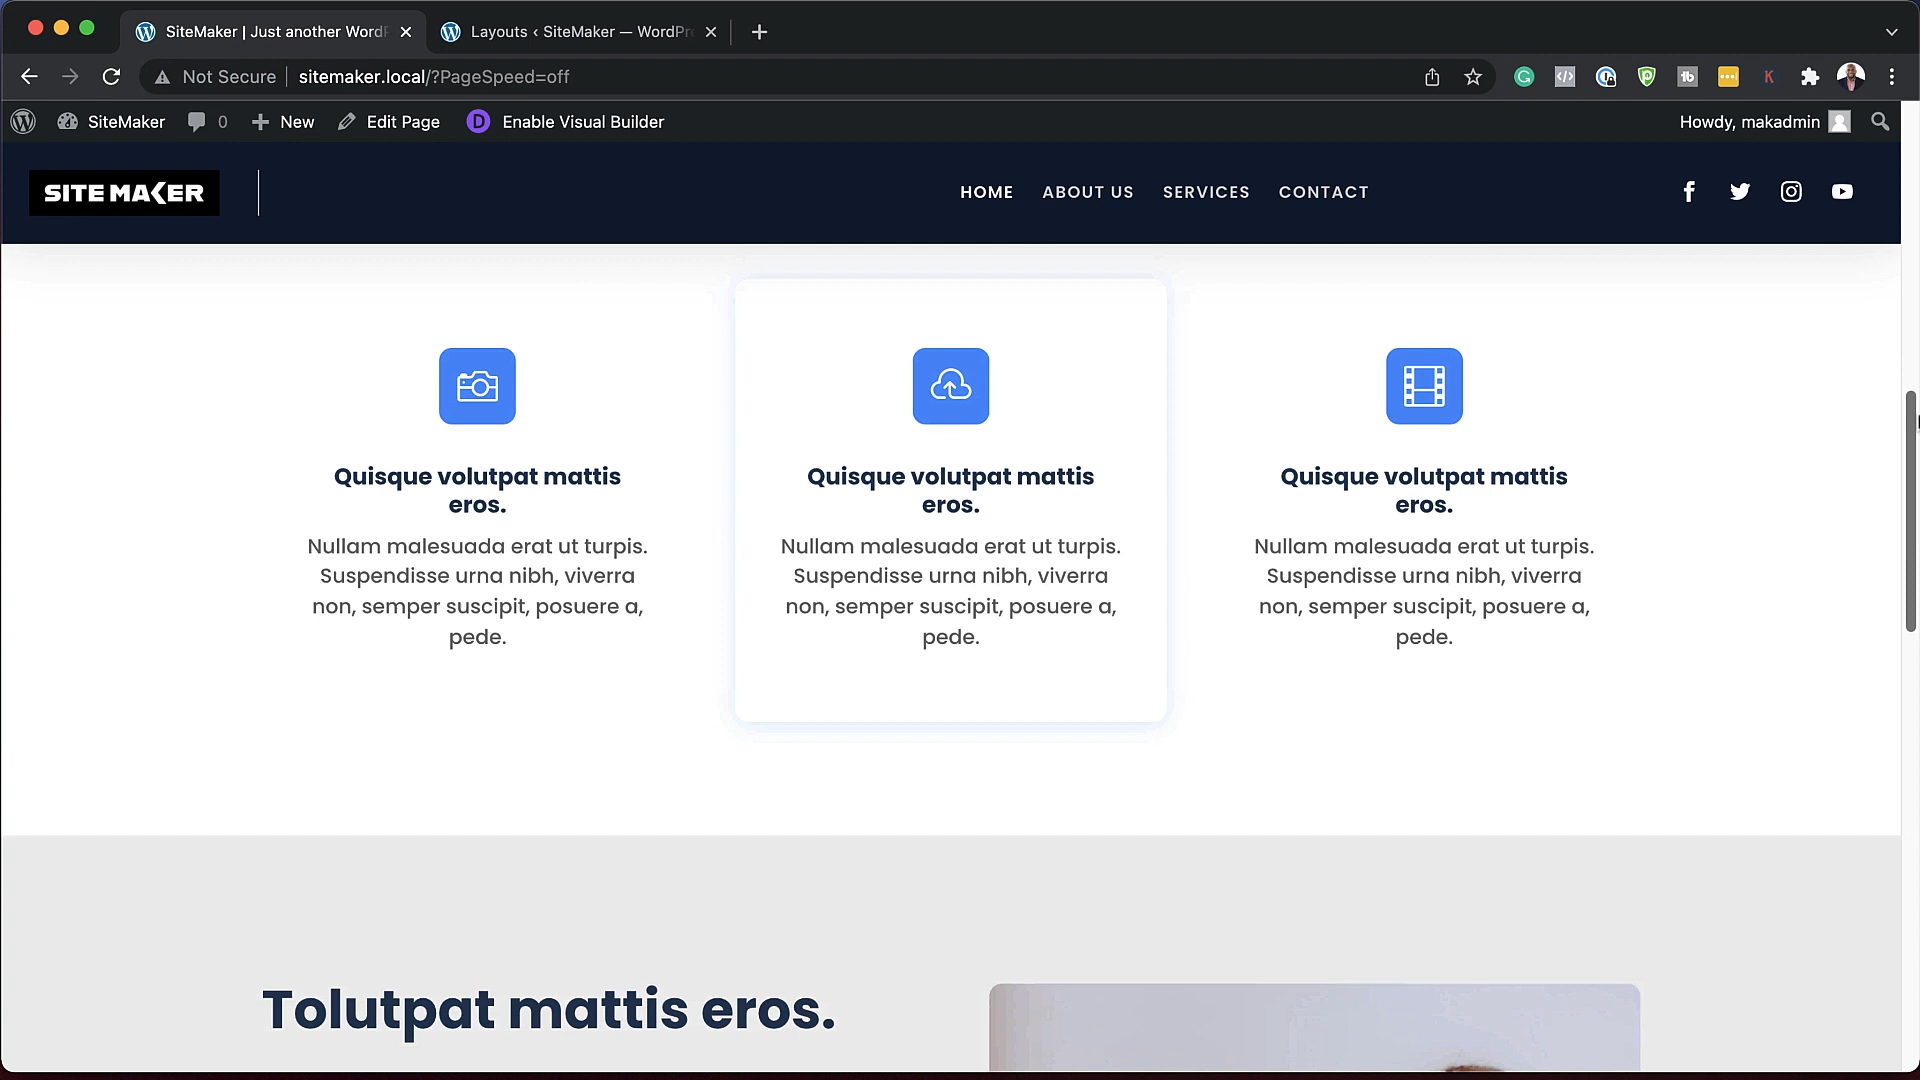 SiteMaker | Just another Word
Layouts ‹ SiteMaker — WordPr
Not Secure
sitemaker.local/?PageSpeed=off
SiteMaker
0
New
Edit Page
D
Enable Visual Builder
Howdy, makadmin
SITE MAKER
HOME
ABOUT US
SERVICES
CONTACT
Quisque volutpat mattis
eros.
Nullam malesuada erat ut turpis.
Suspendisse urna nibh, viverra
non, semper suscipit, posuere a,
pede.
Quisque volutpat mattis
eros.
Nullam malesuada erat ut turpis.
Suspendisse urna nibh, viverra
non, semper suscipit, posuere a,
pede.
Quisque volutpat mattis
eros.
Nullam malesuada erat ut turpis.
Suspendisse urna nibh, viverra
non, semper suscipit, posuere a,
pede.
Tolutpat mattis eros.